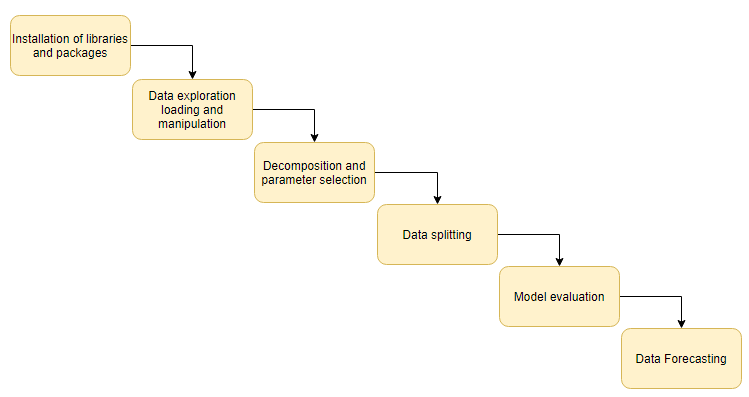 Installation of libraries
and packages
Data exploration
loading and
manipulation
Decomposition and
parameter selection
Data splitting
Model evaluation
Data Forecasting